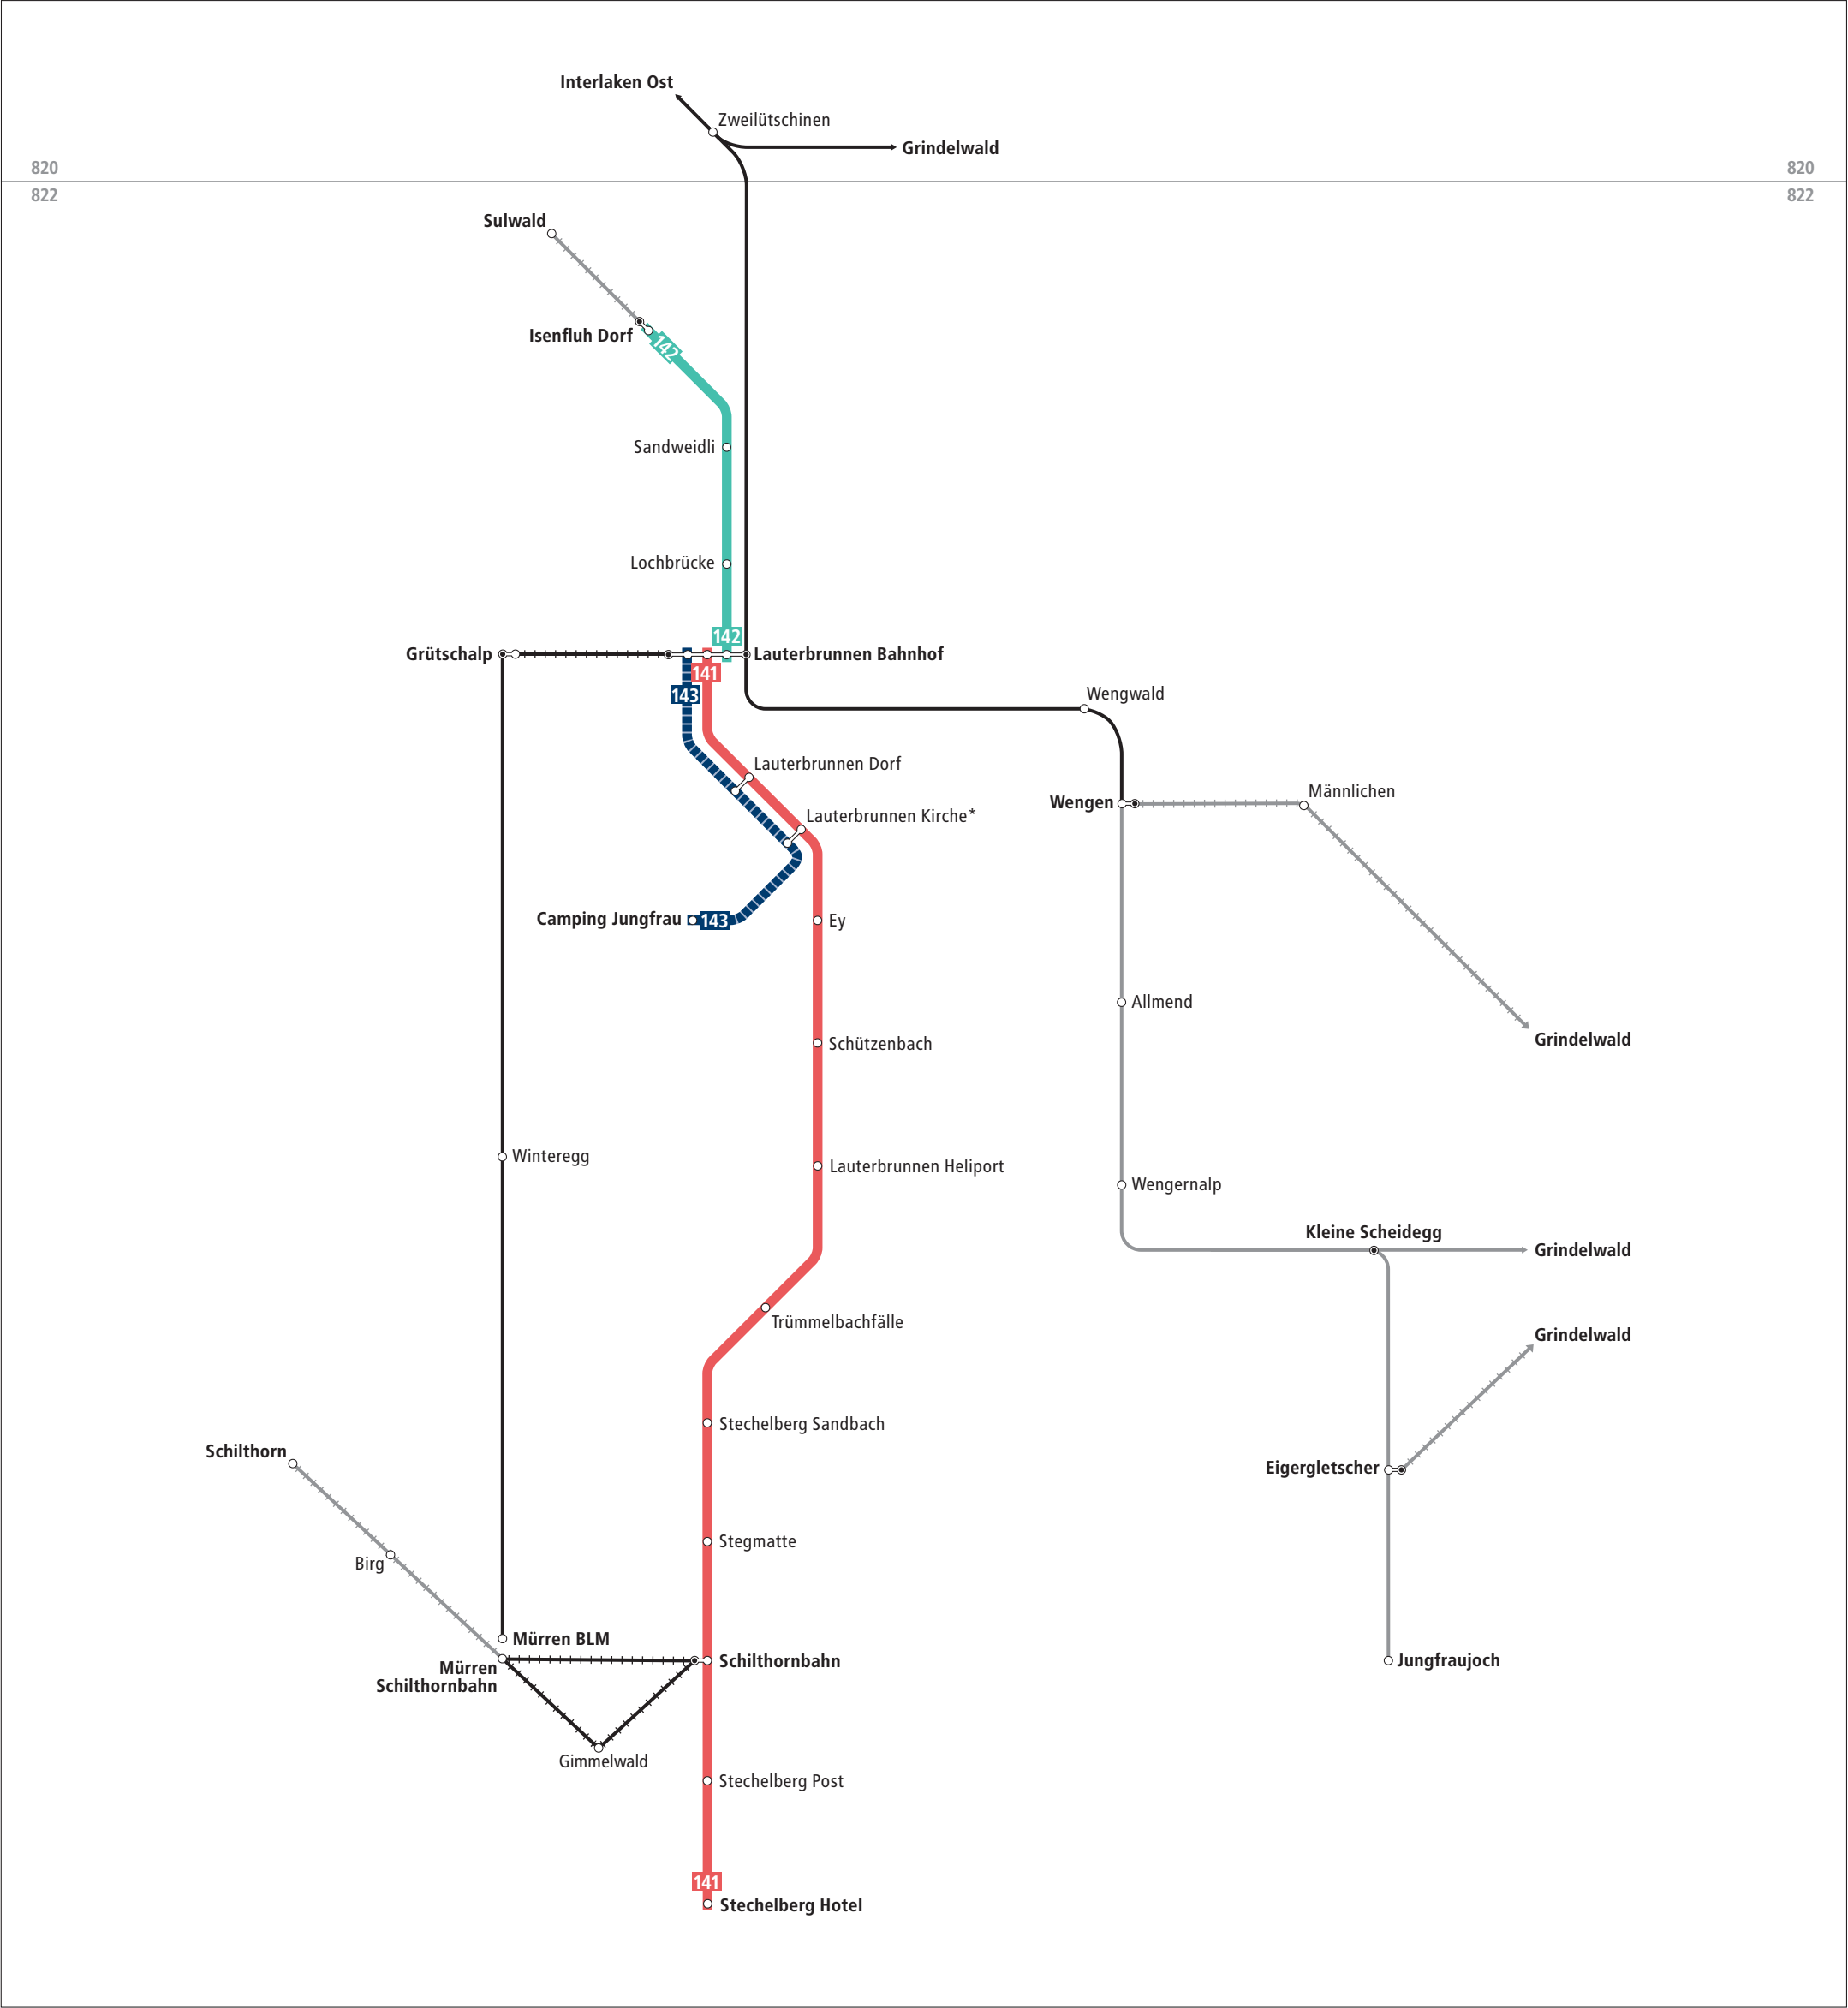 Interlaken Ost
Zweilütschinen
Grindelwald
820
820
822
822
Sulwald
Isenfluh Dorf
142
Sandweidli
Lochbrücke
142
Grütschalp
Lauterbrunnen Bahnhof
141
143
Wengwald
Lauterbrunnen Dorf
Männlichen
Wengen
Lauterbrunnen Kirche*
Camping Jungfrau
143
Ey
Allmend
Grindelwald
Schützenbach
Winteregg
Lauterbrunnen Heliport
Wengernalp
Kleine Scheidegg
Grindelwald
Trümmelbachfälle
Grindelwald
Stechelberg Sandbach
Schilthorn
Eigergletscher
Stegmatte
Birg
Mürren BLM
Mürren
Schilthornbahn
Schilthornbahn
Jungfraujoch
Gimmelwald
Stechelberg Post
141
Stechelberg Hotel